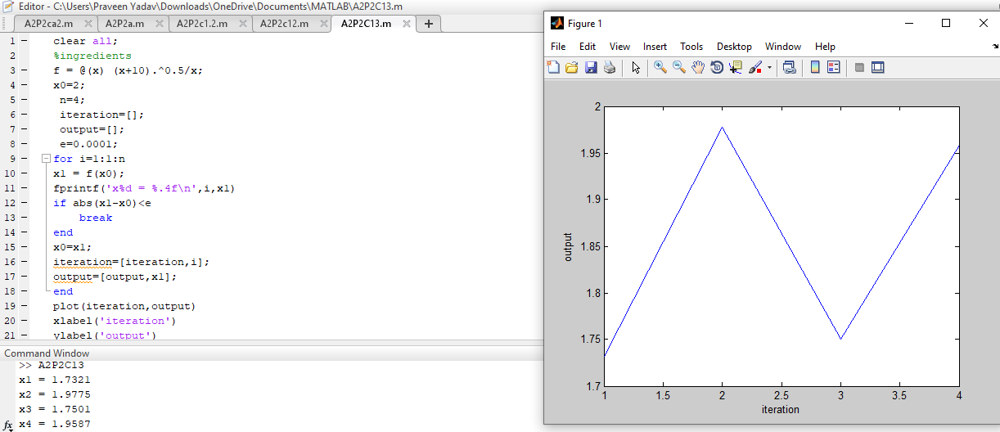 Editor - C:\Users\Praveen Yadav\Downloads\OneDrive\Documents\MATLAB\A2P2C13.m
A2P2ca2.m A2P2a.m A2P2c1.2.m A2P2c12.m A2P2C13.m
1 clear all;
2 %ingredients
3 f = @(x) (x+10).^0.5/x;
4 x0=2;
5 n=4;
6 iteration=[];
7 output=[];
8 e=0.0001;
9 for i=1:1:n
10 x1 = f(x0);
11 fprintf('x%d = %.4f\n',i,x1)
12 if abs(x1-x0)<e
13 break
14 end
15 x0=x1;
16 iteration=[iteration,i];
17 output=[output,x1];
18 end
19 plot(iteration,output)
20 xlabel('iteration')
21 ylabel('output')
Command Window
>> A2P2C13
x1 = 1.7321
x2 = 1.9775
x3 = 1.7501
fx x4 = 1.9587
Figure 1
File Edit View Insert Tools Desktop Window Help
2
1.95
1.9
1.85
1.8
1.75
1.7
output
1 1.5 2 2.5 3 3.5 4
iteration